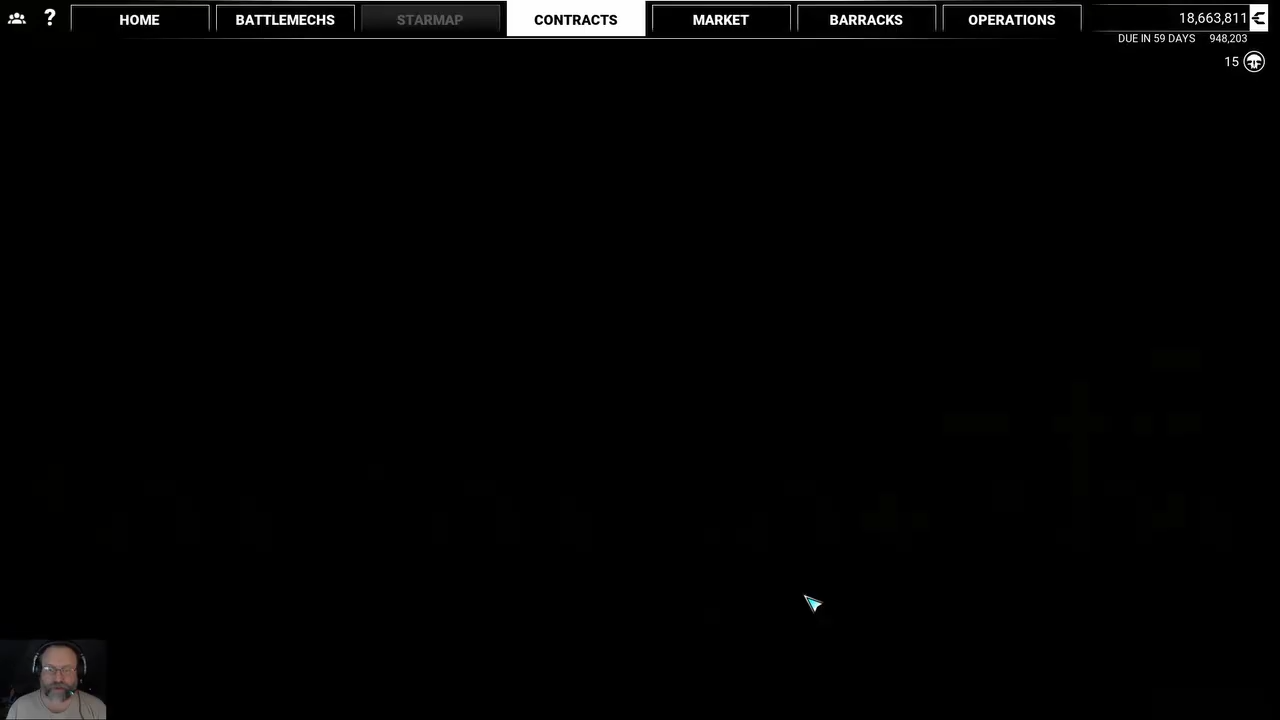 ? HOME BATTLEMECHS STARMAP CONTRACTS MARKET BARRACKS OPERATIONS 18,663,811
DUE IN 59 DAYS 948,203
15